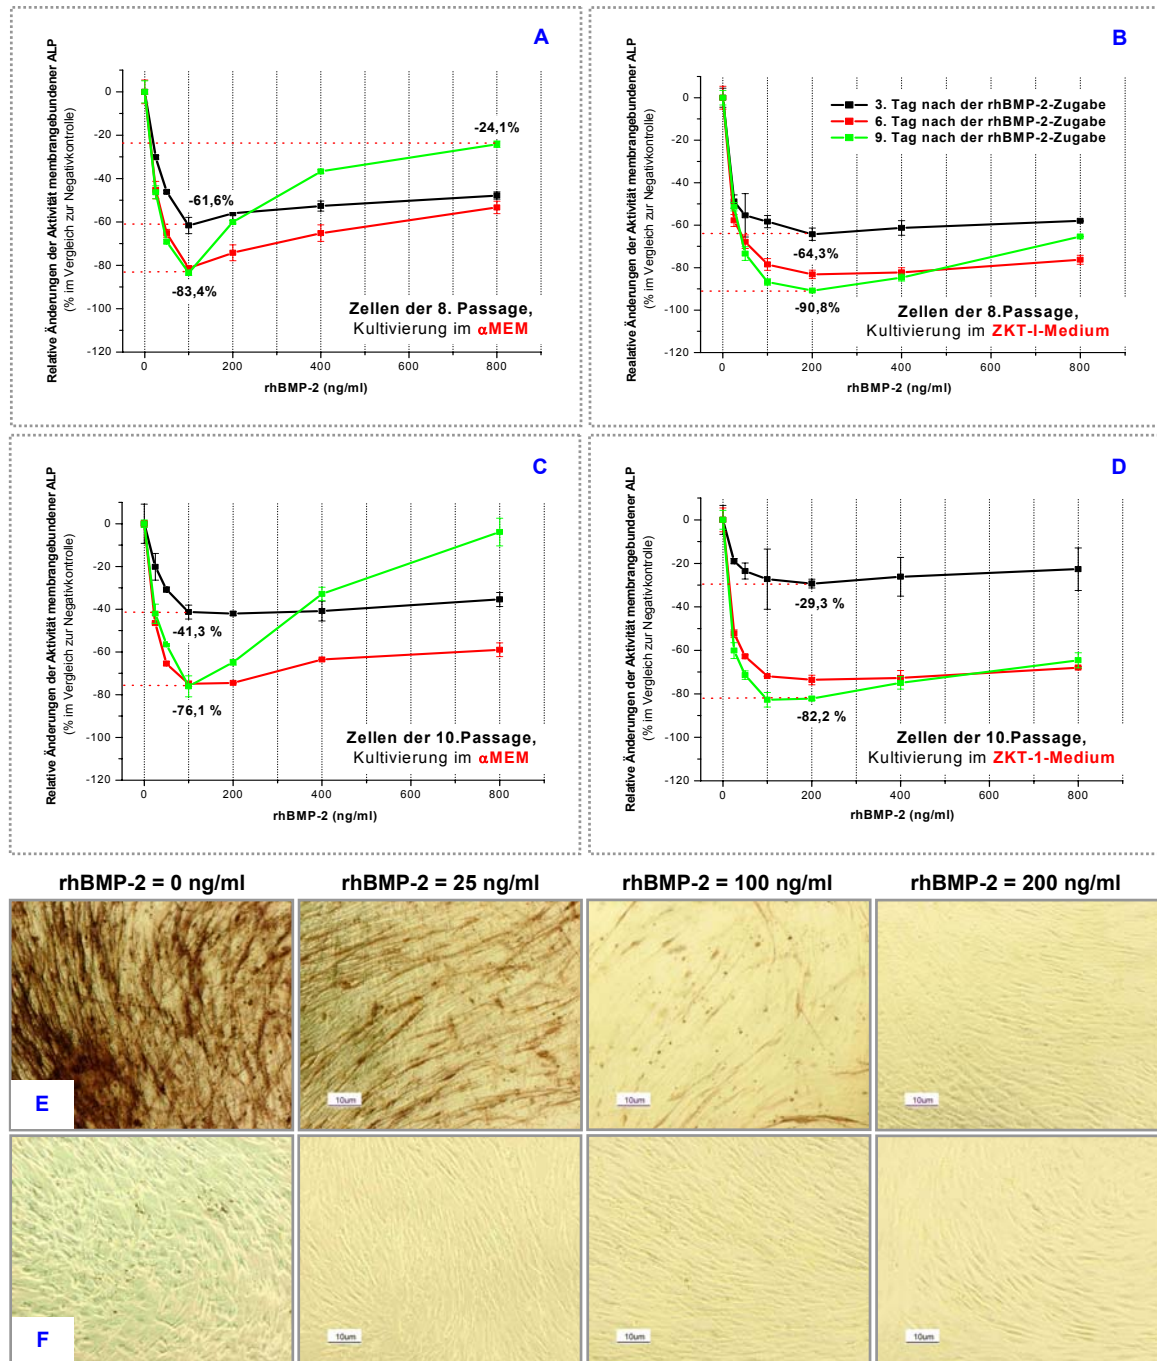 A
Relative Änderungen der Aktivität membrangebundener ALP
(% im Vergleich zur Negativkontrolle)
0
-20
-40
-60
-80
-100
-120
-24,1%
-61,6%
-83,4%
Zellen der 8. Passage,
Kultivierung im αMEM
0 200 400 600 800
rhBMP-2 (ng/ml)
B
Realative Änderungen der Aktivität membrangebundener ALP
(% im Vergleich zur Negativkontrolle)
0
-20
-40
-60
-80
-100
-120
3. Tag nach der rhBMP-2-Zugabe
6. Tag nach der rhBMP-2-Zugabe
9. Tag nach der rhBMP-2-Zugabe
-64,3%
-90,8%
Zellen der 8.Passage,
Kultivierung im ZKT-I-Medium
0 200 400 600 800
rhBMP-2 (ng/ml)
C
Relative Änderungen der Aktivität membrangebundener ALP
(% im Vergleich zur Negativkontrolle)
0
-20
-40
-60
-80
-100
-120
-41,3 %
-76,1 %
Zellen der 10.Passage,
Kultivierung im αMEM
0 200 400 600 800
rhBMP-2 (ng/ml)
D
Relative Änderungen der Aktivität membrangebundener ALP
(% im Vergleich zur Negativkontrolle)
0
-20
-40
-60
-80
-100
-120
-29,3 %
-82,2 %
Zellen der 10.Passage,
Kultivierung im ZKT-1-Medium
0 200 400 600 800
rhBMP-2 (ng/ml)
rhBMP-2 = 0 ng/ml rhBMP-2 = 25 ng/ml rhBMP-2 = 100 ng/ml rhBMP-2 = 200 ng/ml
E
10um
10um
10um
F
10um
10um
10um